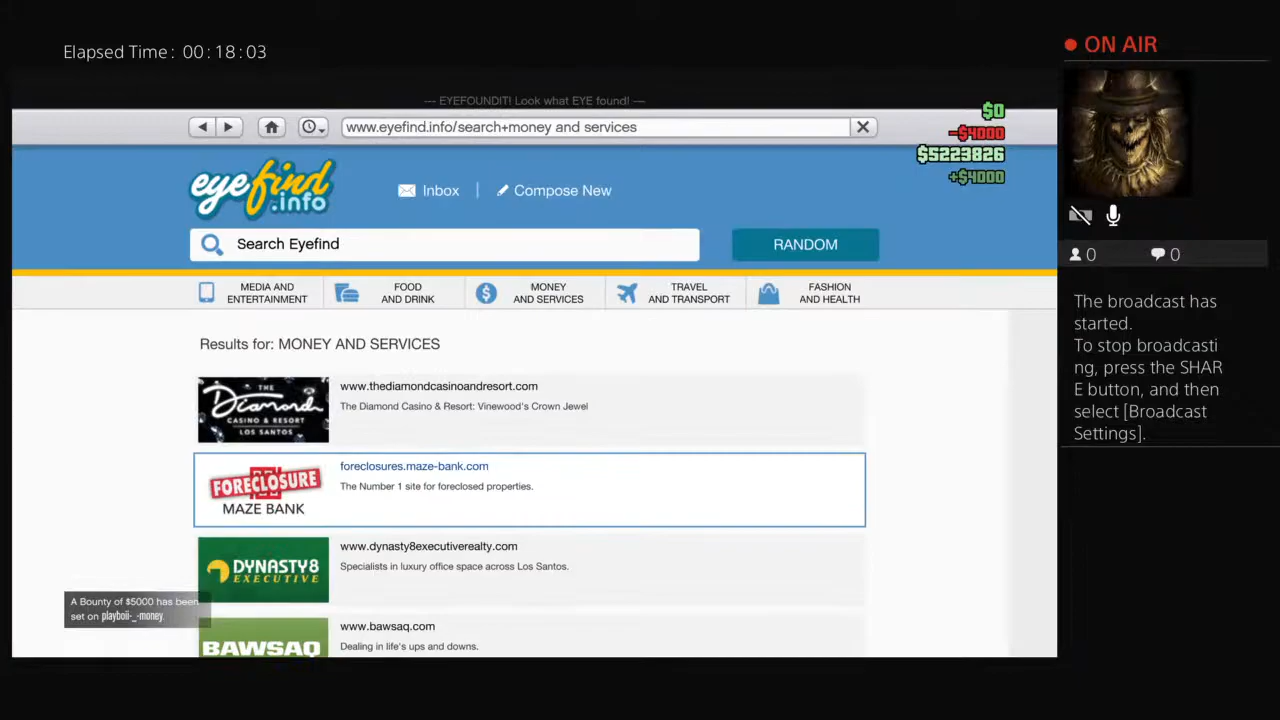 Elapsed Time: 00:18:03
ON AIR
--- EYEFOUNDIT! Look what EYE found! ---
www.eyefind.info/search+money and services
$0
-$4000
$5223826
+$4000
eyefind
.info
Inbox
Compose New
Search Eyefind
RANDOM
0
0
MEDIA AND
ENTERTAINMENT
FOOD
AND DRINK
MONEY
AND SERVICES
TRAVEL
AND TRANSPORT
FASHION
AND HEALTH
The broadcast has
started.
To stop broadcasti
ng, press the SHAR
E button, and then
select [Broadcast
Settings].
Results for: MONEY AND SERVICES
THE
Diamond
CASINO & RESORT
LOS SANTOS
www.thediamondcasinoandresort.com
The Diamond Casino & Resort: Vinewood's Crown Jewel
FORECLOSURE
MAZE BANK
foreclosures.maze-bank.com
The Number 1 site for foreclosed properties.
DYNASTY8
EXECUTIVE
www.dynasty8executiverealty.com
Specialists in luxury office space across Los Santos.
A Bounty of $5000 has been
set on playboii-_-money
BAWSAQ
www.bawsaq.com
Dealing in life's ups and downs.